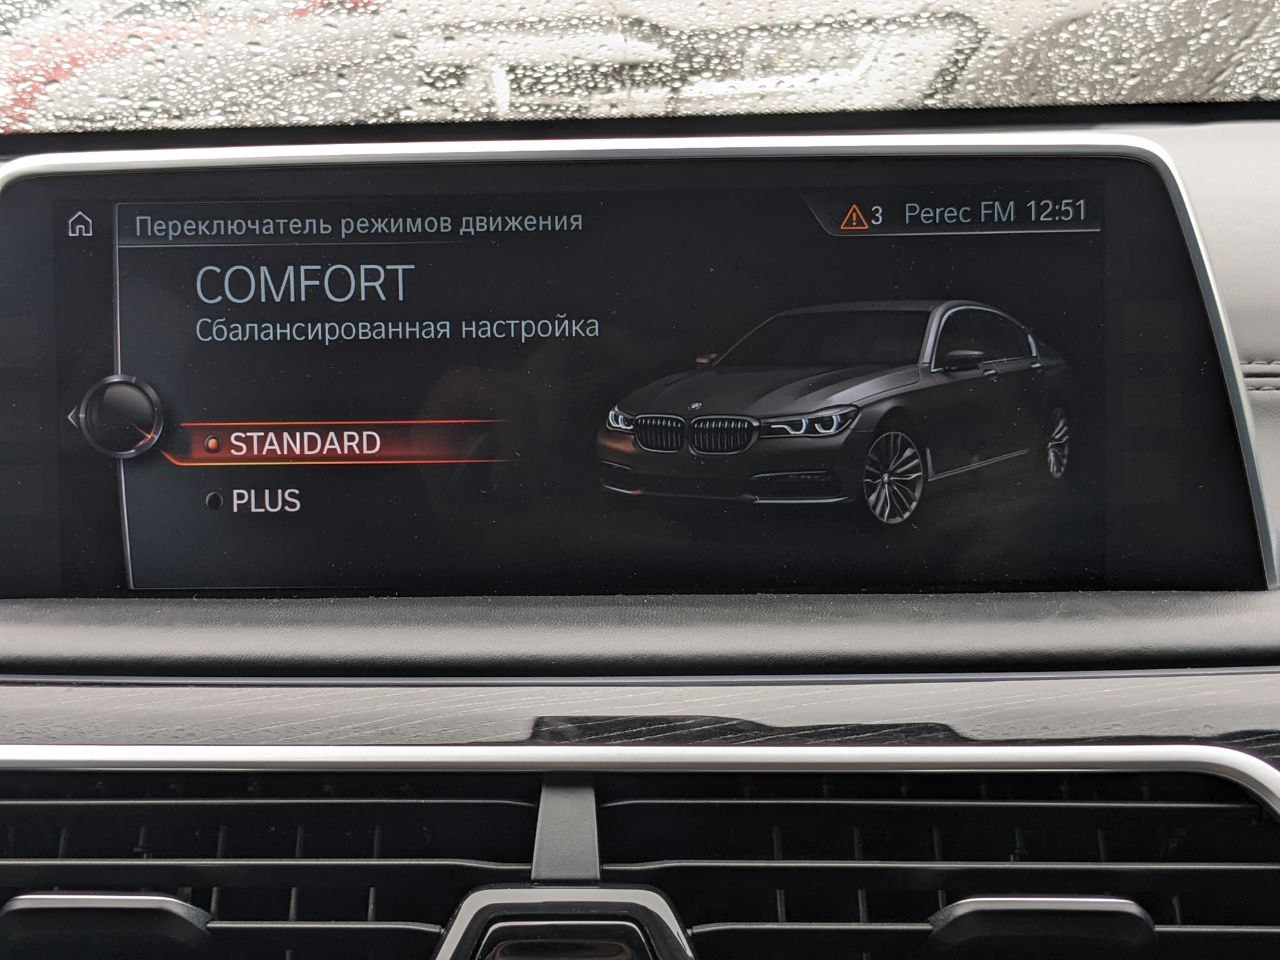 Переключатель режимов движения
3 Perec FM 12:51
COMFORT
Сбалансированная настройка
STANDARD
PLUS